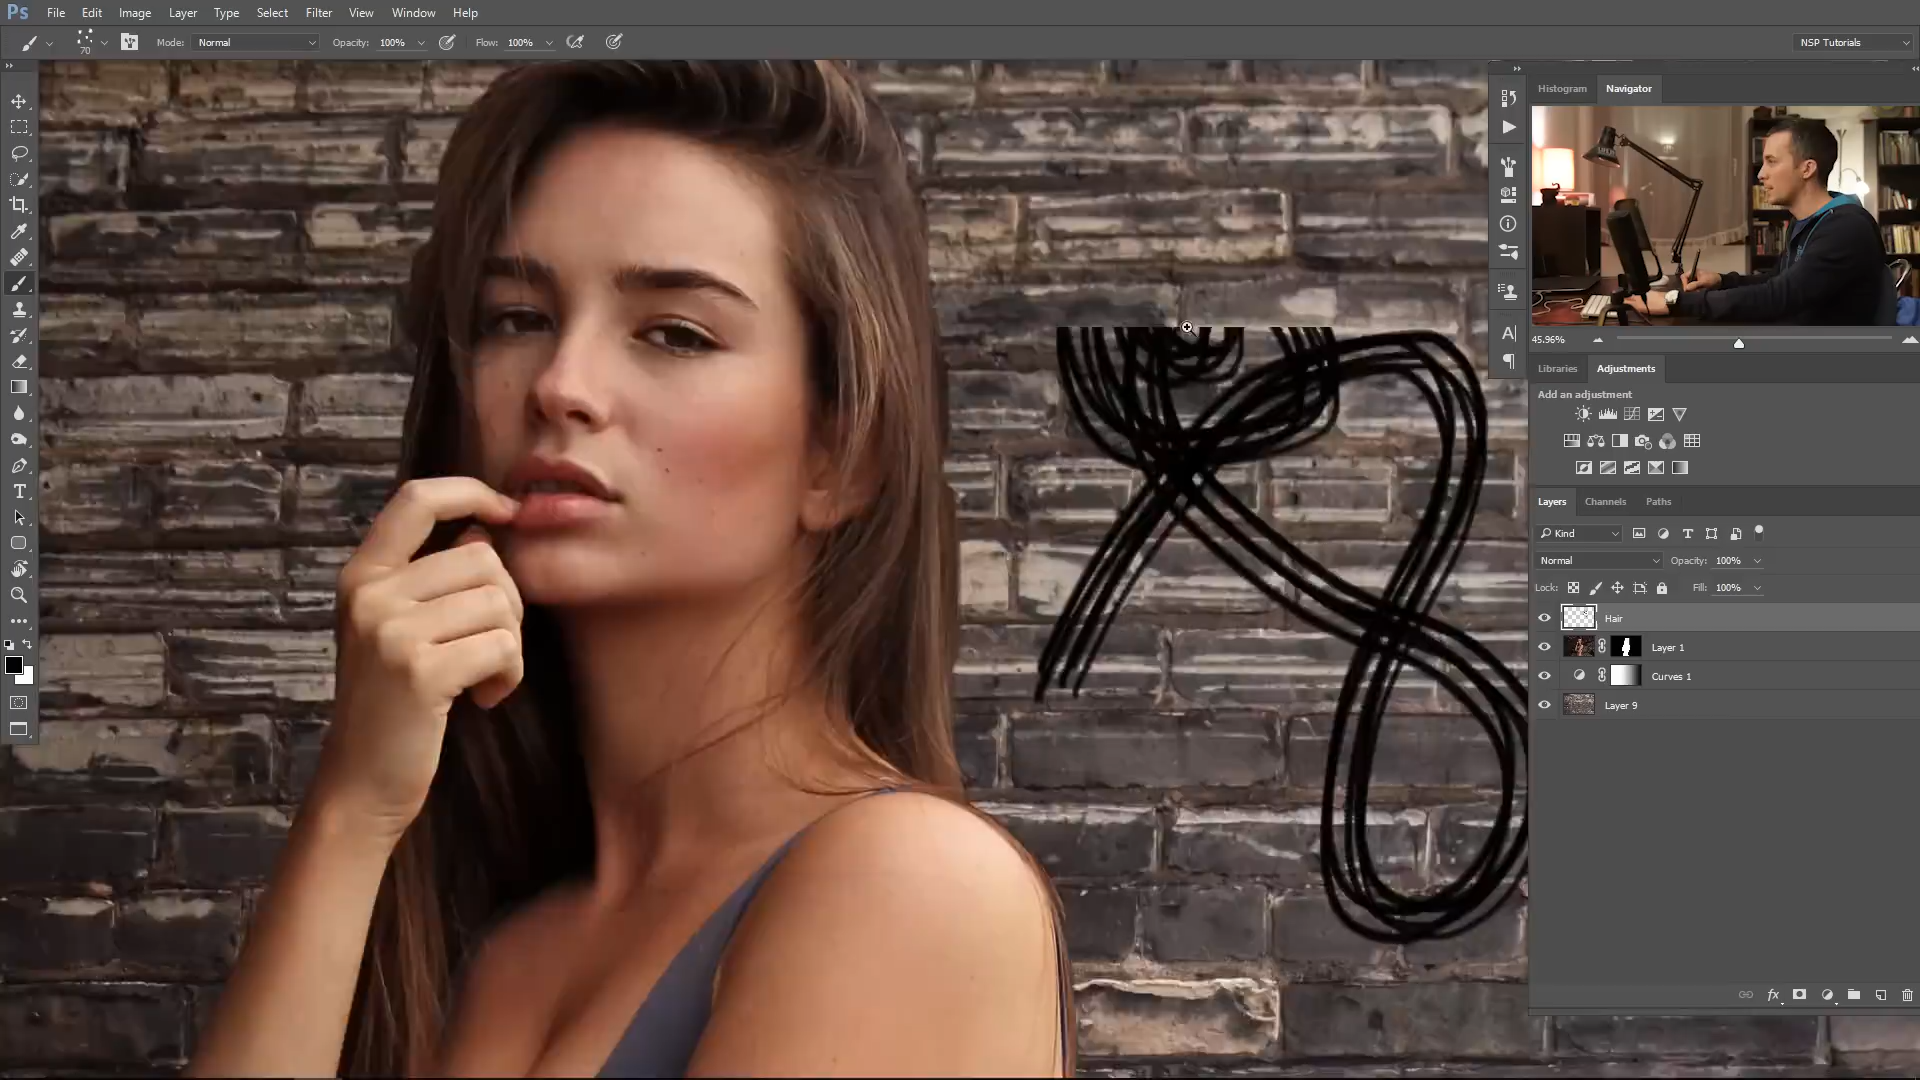 Ps File Edit Image Layer Type Select Filter View Window Help
70 Mode: Normal Opacity: 100% Flow: 100% NSP Tutorials
Histogram Navigator
45.96%
Libraries Adjustments
Add an adjustment
Layers Channels Paths
Kind
Normal Opacity: 100%
Lock: Fill: 100%
Hair
Layer 1
Curves 1
Layer 9